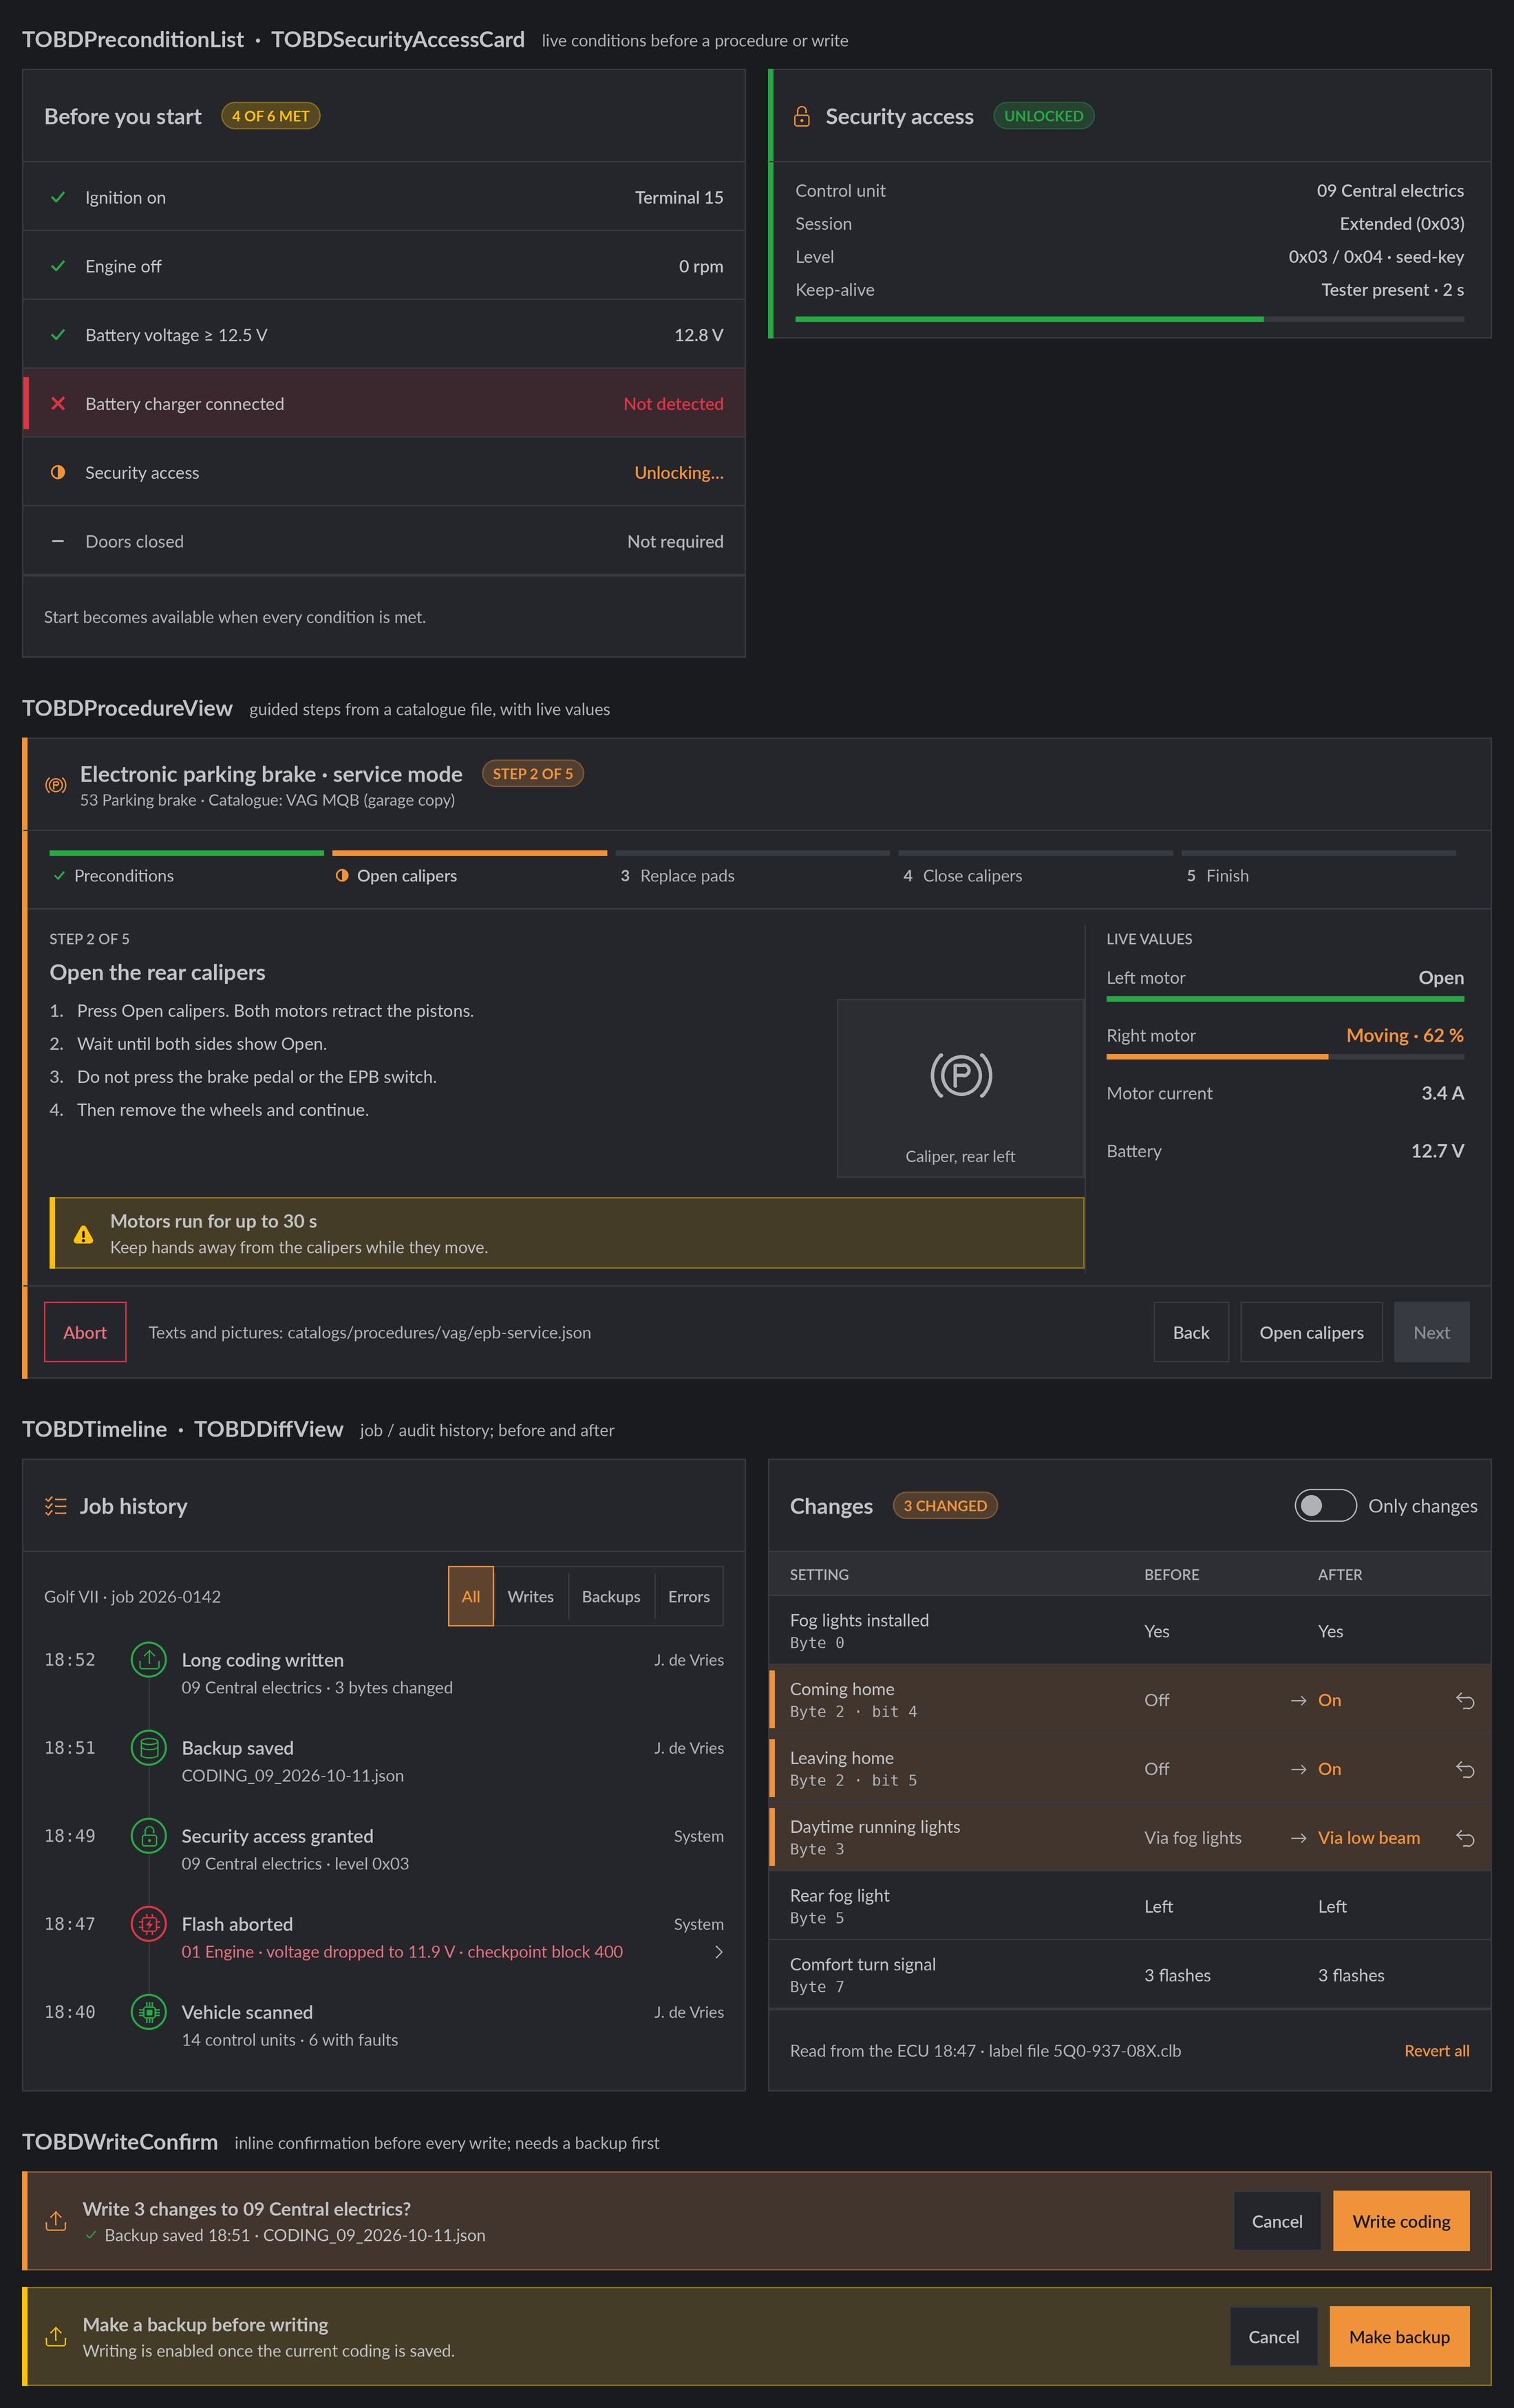 TOBDPreconditionList · TOBDSecurityAccessCard live conditions before a procedure or write
Before you start 4 OF 6 MET
Ignition on Terminal 15
Engine off 0 rpm
Battery voltage ≥ 12.5 V 12.8 V
Battery charger connected Not detected
Security access Unlocking...
Doors closed Not required
Start becomes available when every condition is met.
Security access UNLOCKED
Control unit 09 Central electrics
Session Extended (0x03)
Level 0x03 / 0x04 · seed-key
Keep-alive Tester present · 2 s
TOBDProcedureView guided steps from a catalogue file, with live values
Electronic parking brake · service mode STEP 2 OF 5
53 Parking brake · Catalogue: VAG MQB (garage copy)
Preconditions Open calipers 3 Replace pads 4 Close calipers 5 Finish
STEP 2 OF 5
Open the rear calipers
1. Press Open calipers. Both motors retract the pistons.
2. Wait until both sides show Open.
3. Do not press the brake pedal or the EPB switch.
4. Then remove the wheels and continue.
P
Caliper, rear left
Motors run for up to 30 s
Keep hands away from the calipers while they move.
LIVE VALUES
Left motor Open
Right motor Moving · 62 %
Motor current 3.4 A
Battery 12.7 V
Abort Texts and pictures: catalogs/procedures/vag/epb-service.json Back Open calipers Next
TOBDTimeline · TOBDDiffView job / audit history; before and after
Job history
Golf VII · job 2026-0142 All Writes Backups Errors
18:52 Long coding written J. de Vries
09 Central electrics · 3 bytes changed
18:51 Backup saved J. de Vries
CODING_09_2026-10-11.json
18:49 Security access granted System
09 Central electrics · level 0x03
18:47 Flash aborted System
01 Engine · voltage dropped to 11.9 V · checkpoint block 400
18:40 Vehicle scanned J. de Vries
14 control units · 6 with faults
Changes 3 CHANGED Only changes
SETTING BEFORE AFTER
Fog lights installed Yes Yes
Byte 0
Coming home Off → On
Byte 2 · bit 4
Leaving home Off → On
Byte 2 · bit 5
Daytime running lights Via fog lights → Via low beam
Byte 3
Rear fog light Left Left
Byte 5
Comfort turn signal 3 flashes 3 flashes
Byte 7
Read from the ECU 18:47 · label file 5Q0-937-08X.clb Revert all
TOBDWriteConfirm inline confirmation before every write; needs a backup first
Write 3 changes to 09 Central electrics?
Backup saved 18:51 · CODING_09_2026-10-11.json
Cancel Write coding
Make a backup before writing
Writing is enabled once the current coding is saved.
Cancel Make backup